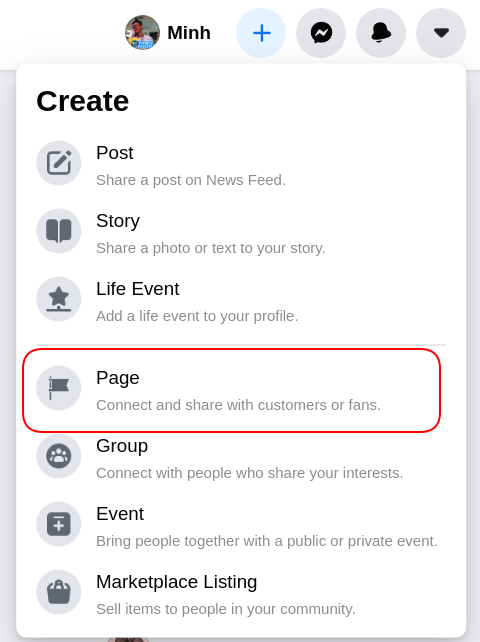 Minh
Create
Post
Share a post on News Feed.
Story
Share a photo or text to your story.
Life Event
Add a life event to your profile.
Page
Connect and share with customers or fans.
Group
Connect with people who share your interests.
Event
Bring people together with a public or private event.
Marketplace Listing
Sell items to people in your community.